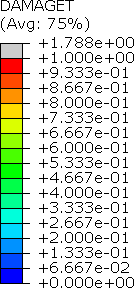 DAMAGET
(Avg: 75%)
+1.788e+00
+1.000e+00
+9.333e-01
+8.667e-01
+8.000e-01
+7.333e-01
+6.667e-01
+6.000e-01
+5.333e-01
+4.667e-01
+4.000e-01
+3.333e-01
+2.667e-01
+2.000e-01
+1.333e-01
+6.667e-02
+0.000e+00